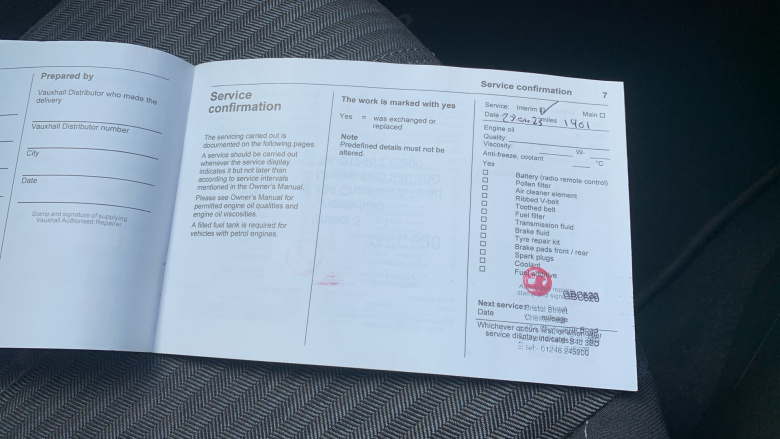 Prepared by
Vauxhall Distributor who made the
delivery
Vauxhall Distributor number
City
Date
Stamp and signature of supplying
Vauxhall Authorised Repairer
Service
confirmation
The servicing carried out is
documented on the following pages.
A service should be carried out
whenever the service display
indicates it but not later than
according to service intervals
mentioned in the Owner's Manual.
Please see Owner's Manual for
permitted engine oil qualities and
engine oil viscosities.
A filled fuel tank is required for
vehicles with petrol engines.
The work is marked with yes
Yes = was exchanged or
replaced
Note
Predefined details must not be
altered.
Service confirmation 7
Service: Interim Main
Date miles 1901
Engine oil
Quality:
Viscosity: W-
Anti-freeze, coolant °C
Yes
Battery (radio remote control)
Pollen filter
Air cleaner element
Ribbed V-belt
Toothed belt
Fuel filter
Transmission fluid
Brake fluid
Tyre repair kit
Brake pads front / rear
Spark plugs
Coolant
Fuel
GBC520
Next service: Bristol Street
Date mileage
Whichever occurs first, or when
service display indicates
Tel: 01246